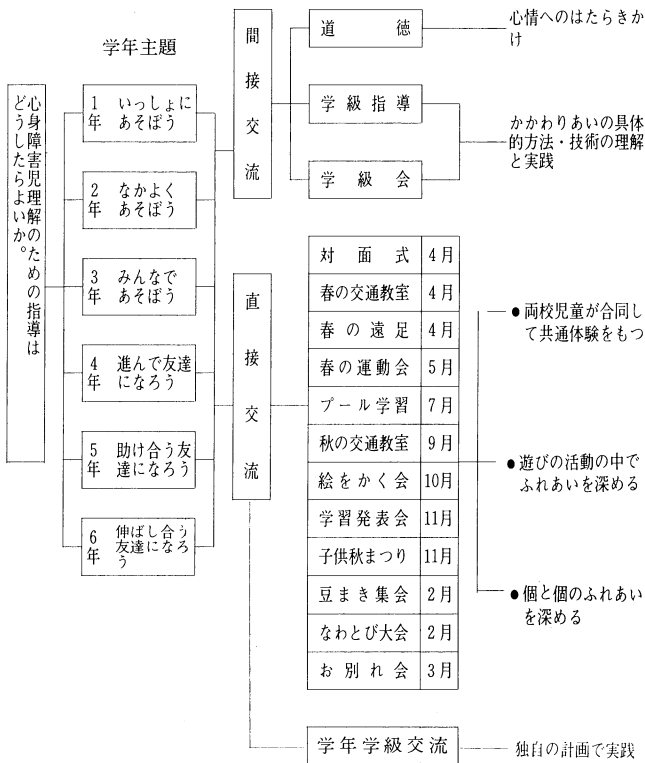 心身障害児理解のための指導は
どうしたらよいか。
学年主題
1年 いっしょに
あそぼう
2年 なかよく
あそぼう
3年 みんなで
あそぼう
4年 進んで友達
になろう
5年 助け合う友
達になろう
6年 伸ばし合う
友達になろ
う
間接交流
道徳
心情へのはたらきか
け
学級指導
学級会
かかわりあいの具体
的方法・技術の理解
と実践
直接交流
対面式 4月
春の交通教室 4月
春の遠足 4月
春の運動会 5月
プール学習 7月
秋の交通教室 9月
絵をかく会 10月
学習発表会 11月
子供秋まつり 11月
豆まき集会 2月
なわとび大会 2月
お別れ会 3月
●両校児童が合同し
て共通体験をもつ
●遊びの活動の中で
ふれあいを深める
●個と個のふれあい
を深める
学年学級交流
独自の計画で実践